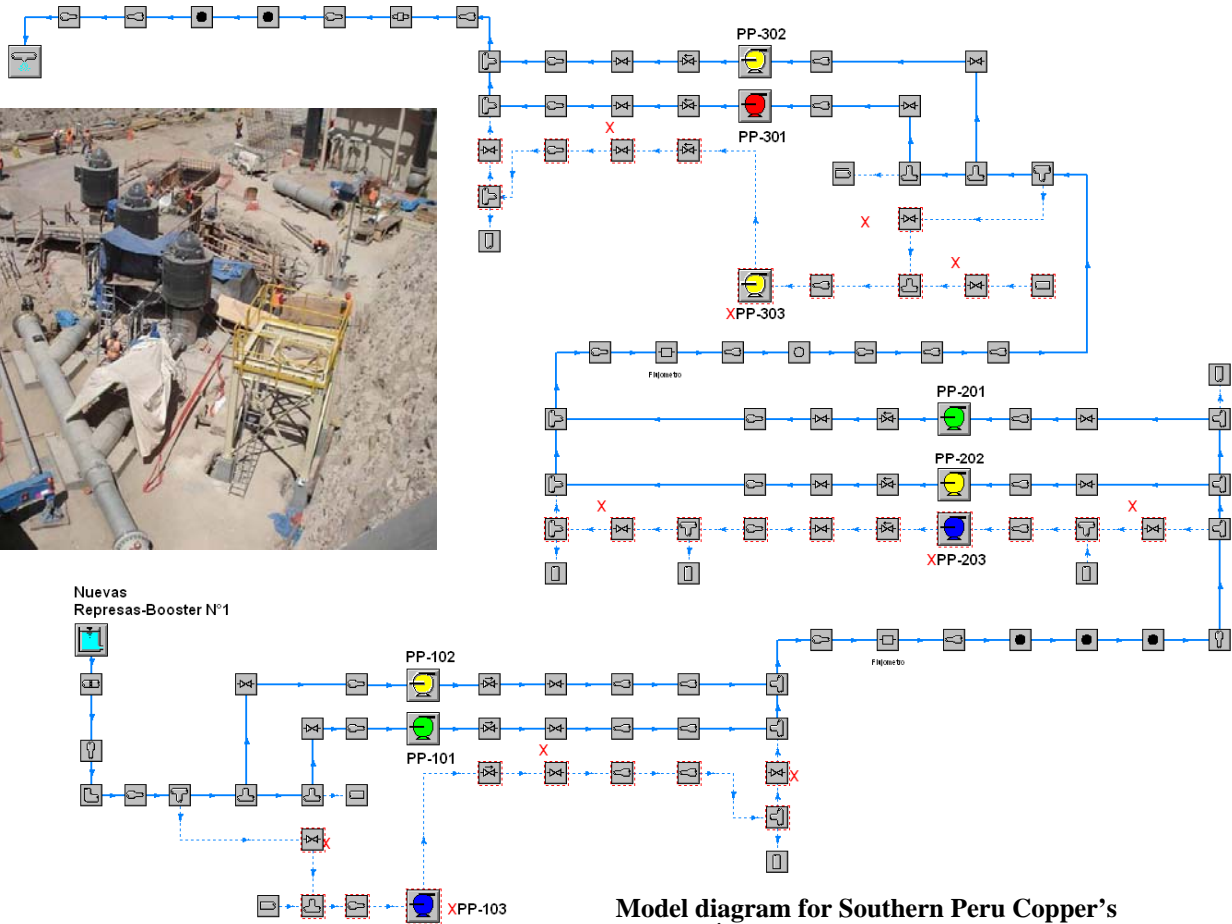 PP-302
PP-301
X
X
X
XPP-303
Flujometro
PP-201
PP-202
X
X
XPP-203
Nuevas
Represas-Booster N°1
Flujometro
PP-102
PP-101
X
X
X
XPP-103
Model diagram for Southern Peru Copper's